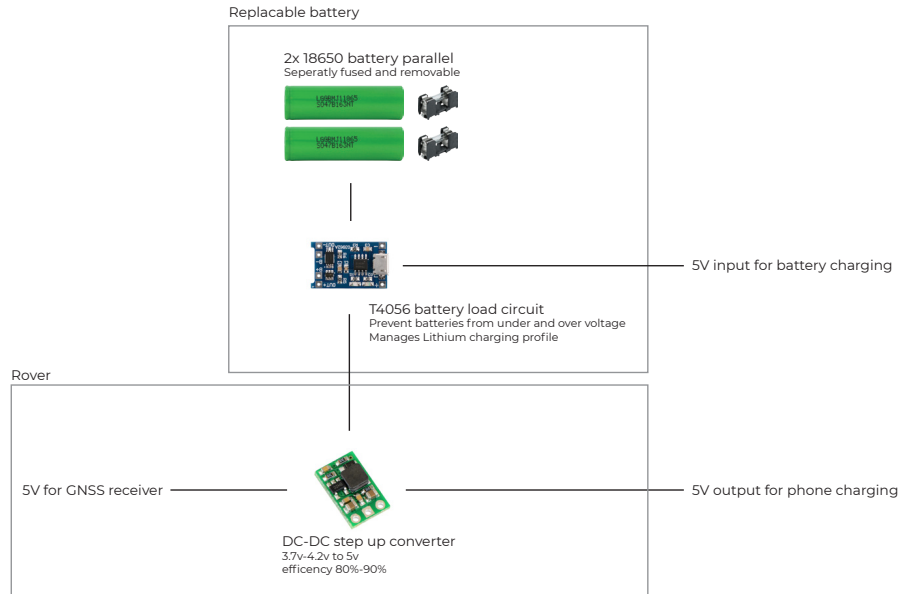 Replacable battery
2x 18650 battery parallel
Seperatly fused and removable
5V input for battery charging
T4056 battery load circuit
Prevent batteries from under and over voltage
Manages Lithium charging profile
Rover
5V for GNSS receiver
5V output for phone charging
DC-DC step up converter
3.7v-4.2v to 5v
efficency 80%-90%